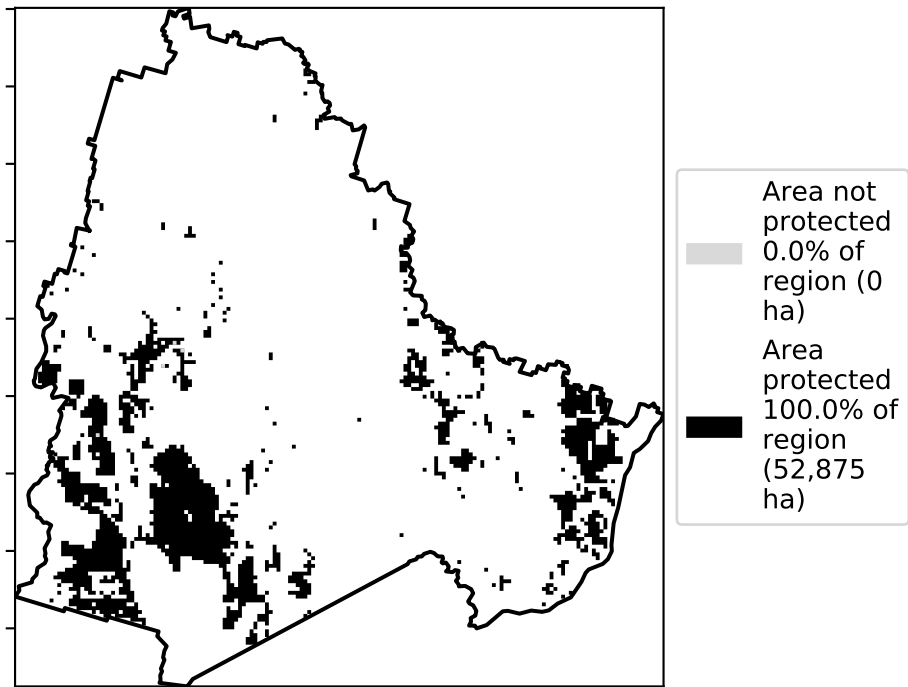 Area not
protected
0.0% of
region (0
ha)
Area
protected
100.0% of
region
(52,875
ha)